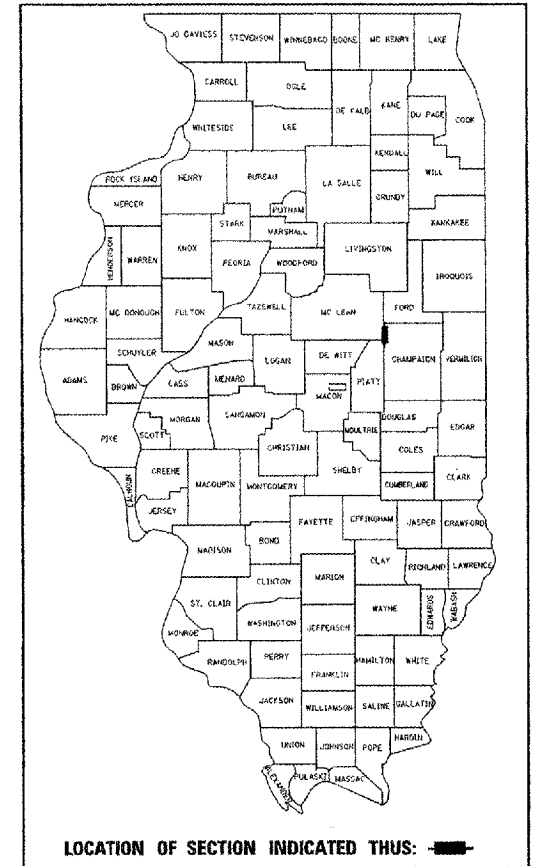 JO DAVIESS STEVENSON WINNEBAGO BOONE MC HENRY LAKE
CARROLL OGLE DE KALB KANE DU PAGE COOK
WHITESIDE LEE
KENDALL
WILL
ROCK ISLAND HENRY BUREAU LA SALLE GRUNDY
MERCER PUTNAM KANKAKEE
STARK MARSHALL
HENDERSON WARREN KNOX PEORIA WOODFORD LIVINGSTON IROQUOIS
FORD
HANCOCK MC DONOUGH FULTON TAZEWELL MC LEAN
MASON
SCHUYLER LOGAN DE WITT CHAMPAIGN VERMILION
ADAMS BROWN CASS MENARD PIATT
MACON
MORGAN SANGAMON DOUGLAS
PIKE SCOTT MOULTRIE EDGAR
CHRISTIAN COLES
GREENE SHELBY
CALHOUN MACOUPIN MONTGOMERY CUMBERLAND CLARK
JERSEY FAYETTE EFFINGHAM JASPER CRAWFORD
MADISON BOND
CLAY RICHLAND LAWRENCE
CLINTON MARION
ST. CLAIR WAYNE EDWARDS WABASH
WASHINGTON JEFFERSON
MONROE
RANDOLPH PERRY HAMILTON WHITE
FRANKLIN
JACKSON WILLIAMSON SALINE GALLATIN
UNION JOHNSON POPE HARDIN
ALEXANDER PULASKI MASSAC
LOCATION OF SECTION INDICATED THUS: